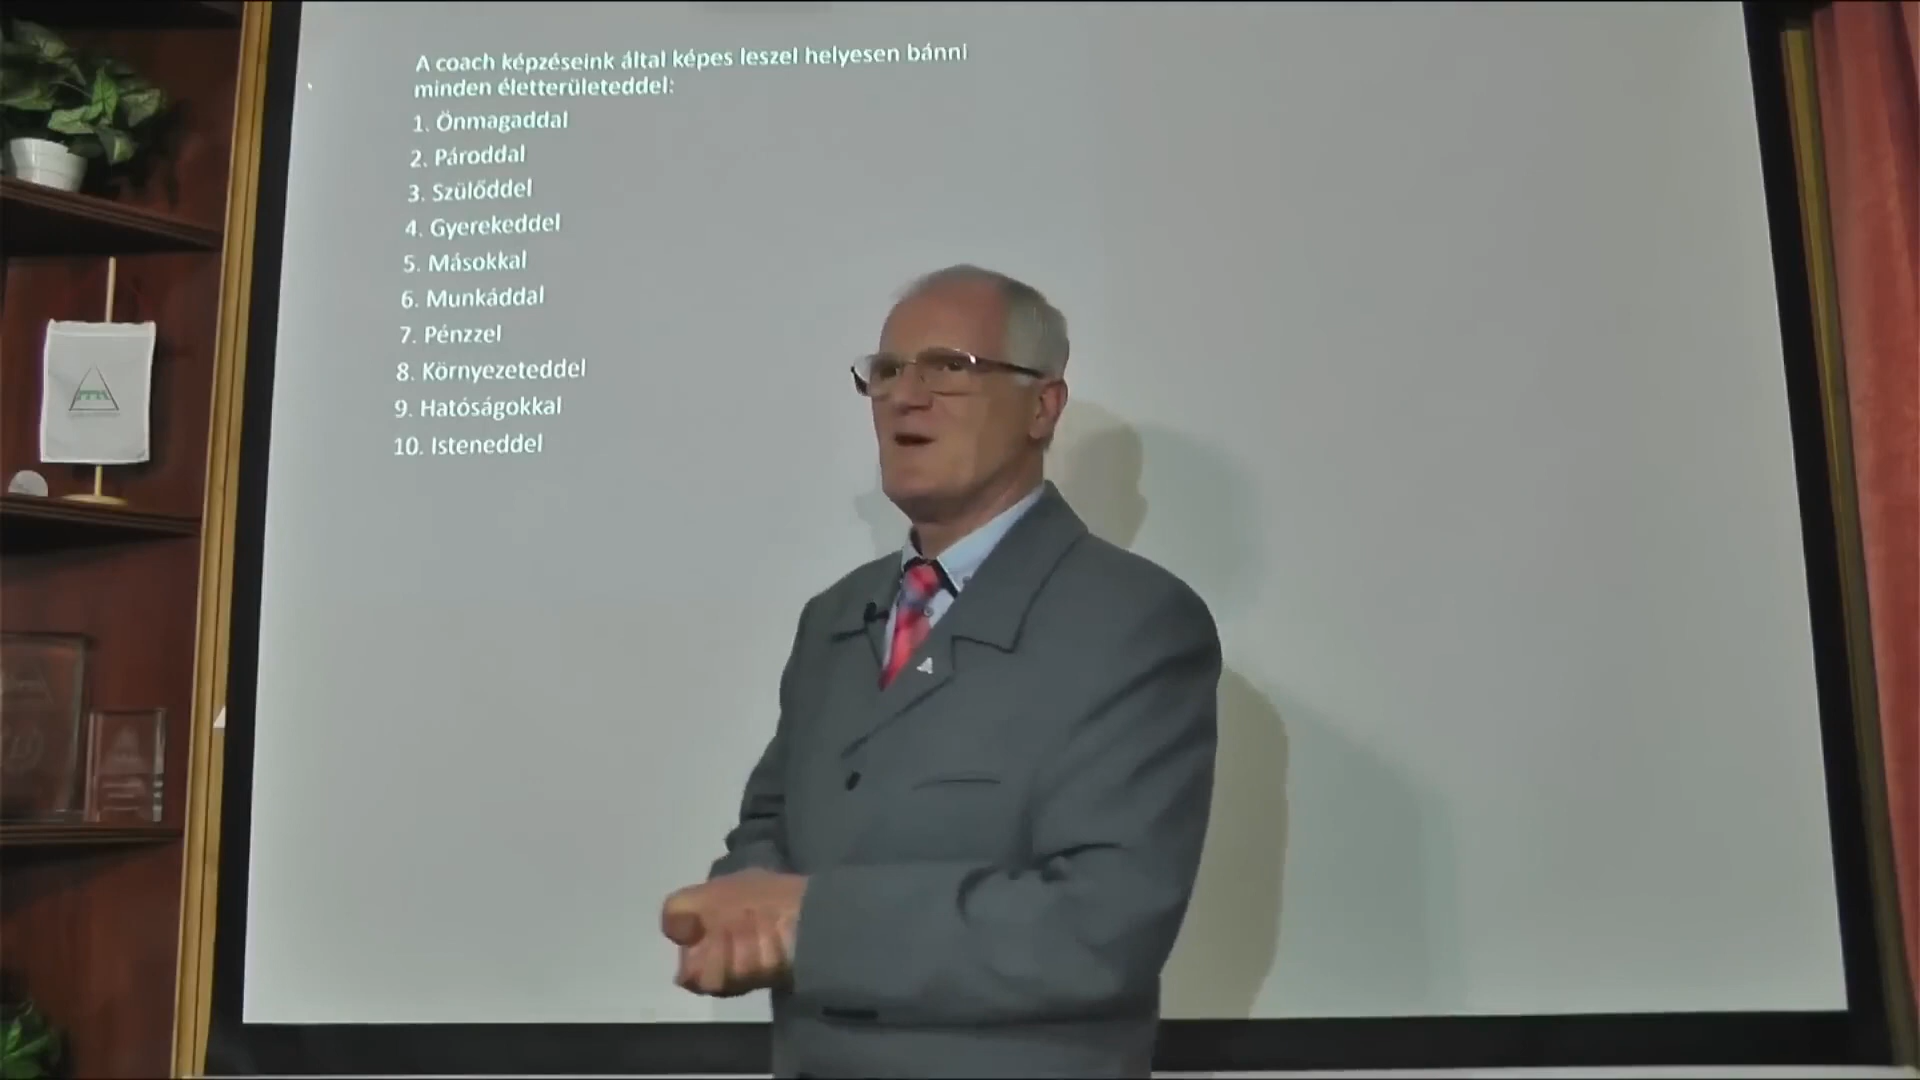 A coach képzéseink által képes leszel helyesen bánni
minden életterületeddel:
1. Önmagaddal
2. Pároddal
3. Szülőddel
4. Gyerekeddel
5. Másokkal
6. Munkáddal
7. Pénzzel
8. Környezeteddel
9. Hatóságokkal
10. Isteneddel